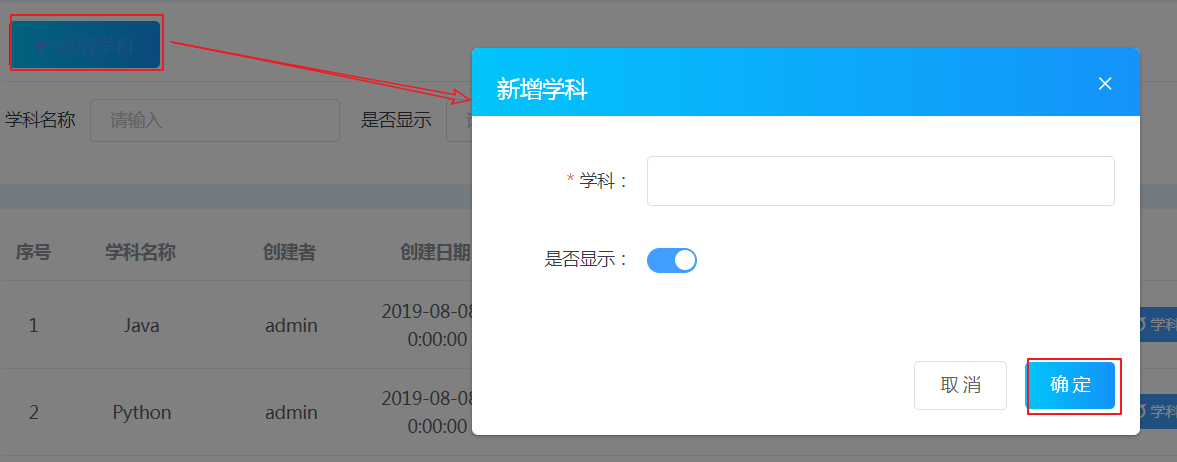 新增学科
学科名称 请输入 是否显示
新增学科
* 学科：
是否显示：
取 消 确 定
序号 学科名称 创建者 创建日期
1 Java admin 2019-08-08
0:00:00 学科
2 Python admin 2019-08-08
0:00:00 学科